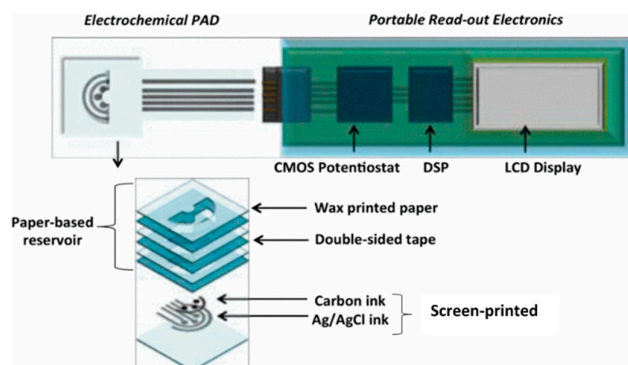 Electrochemical PAD
Portable Read-out Electronics
CMOS Potentiostat
DSP
LCD Display
Paper-based
reservoir
Wax printed paper
Double-sided tape
Carbon ink
Ag/AgCl ink
Screen-printed